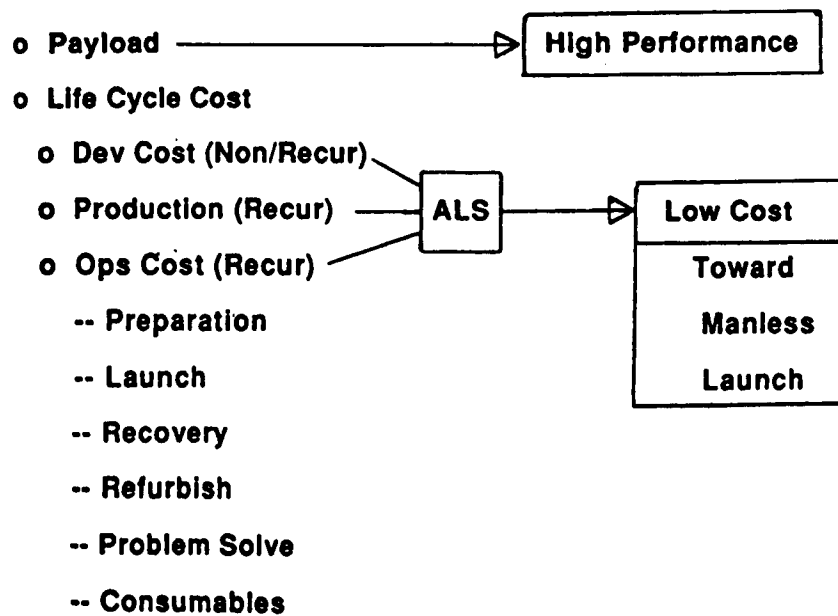 o Payload
High Performance
o Life Cycle Cost
o Dev Cost (Non/Recur)
o Production (Recur)
ALS
Low Cost
o Ops Cost (Recur)
Toward
-- Preparation
Manless
-- Launch
Launch
-- Recovery
-- Refurbish
-- Problem Solve
-- Consumables